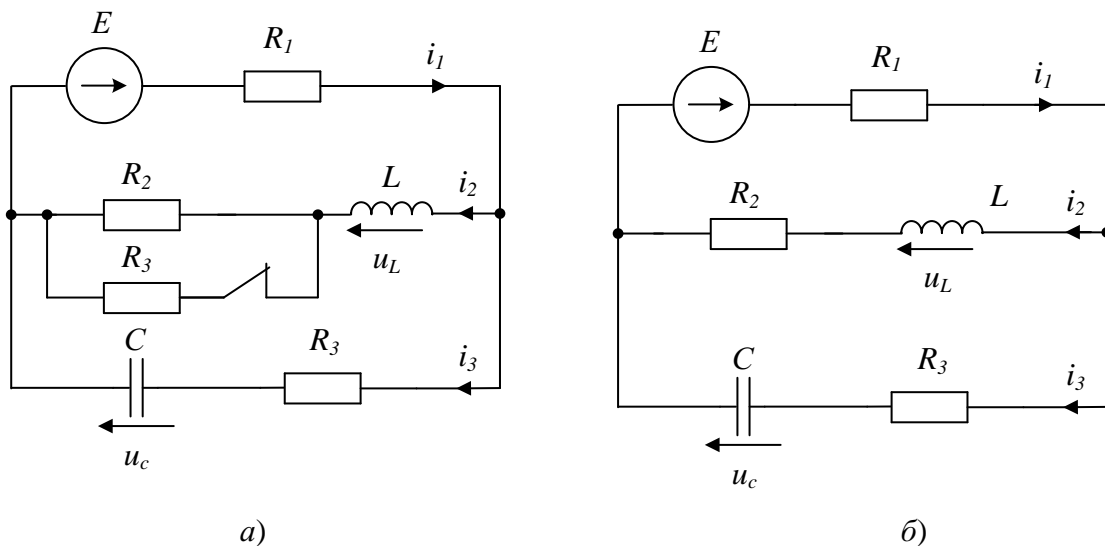 E
R1
i1
R2
L
i2
uL
R3
C
R3
i3
uc
а)
E
R1
i1
R2
L
i2
uL
C
R3
i3
uc
б)